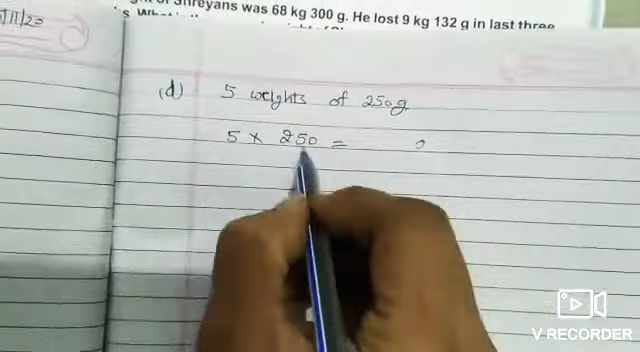 Shreyans was 68 kg 300 g. He lost 9 kg 132 g in last three
(d) 5 weights of 250g
5 × 250 = 0
V-RECORDER